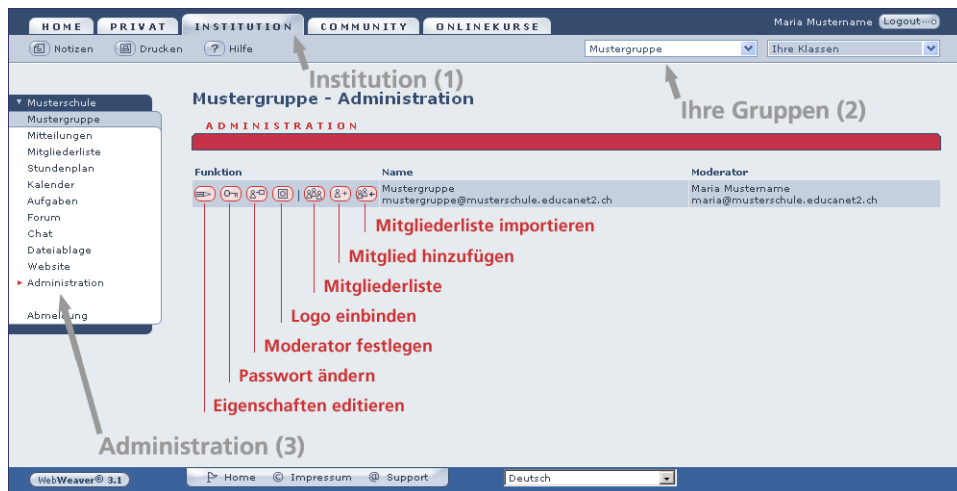 HOME PRIVAT INSTITUTION COMMUNITY ONLINEKURSE Maria Mustername Logout
Notizen Drucken ? Hilfe Mustergruppe Ihre Klassen
Institution (1)
Ihre Gruppen (2)
Musterschule
Mustergruppe
Mitteilungen
Mitgliederliste
Stundenplan
Kalender
Aufgaben
Forum
Chat
Dateiablage
Website
Administration
Abmeldung
Mustergruppe - Administration
ADMINISTRATION
Funktion Name Moderator
Mustergruppe Maria Mustername
mustergruppe@musterschule.educanet2.ch maria@musterschule.educanet2.ch
Mitgliederliste importieren
Mitglied hinzufügen
Mitgliederliste
Logo einbinden
Moderator festlegen
Passwort ändern
Eigenschaften editieren
Administration (3)
WebWeaver® 3.1 Home © Impressum @ Support Deutsch